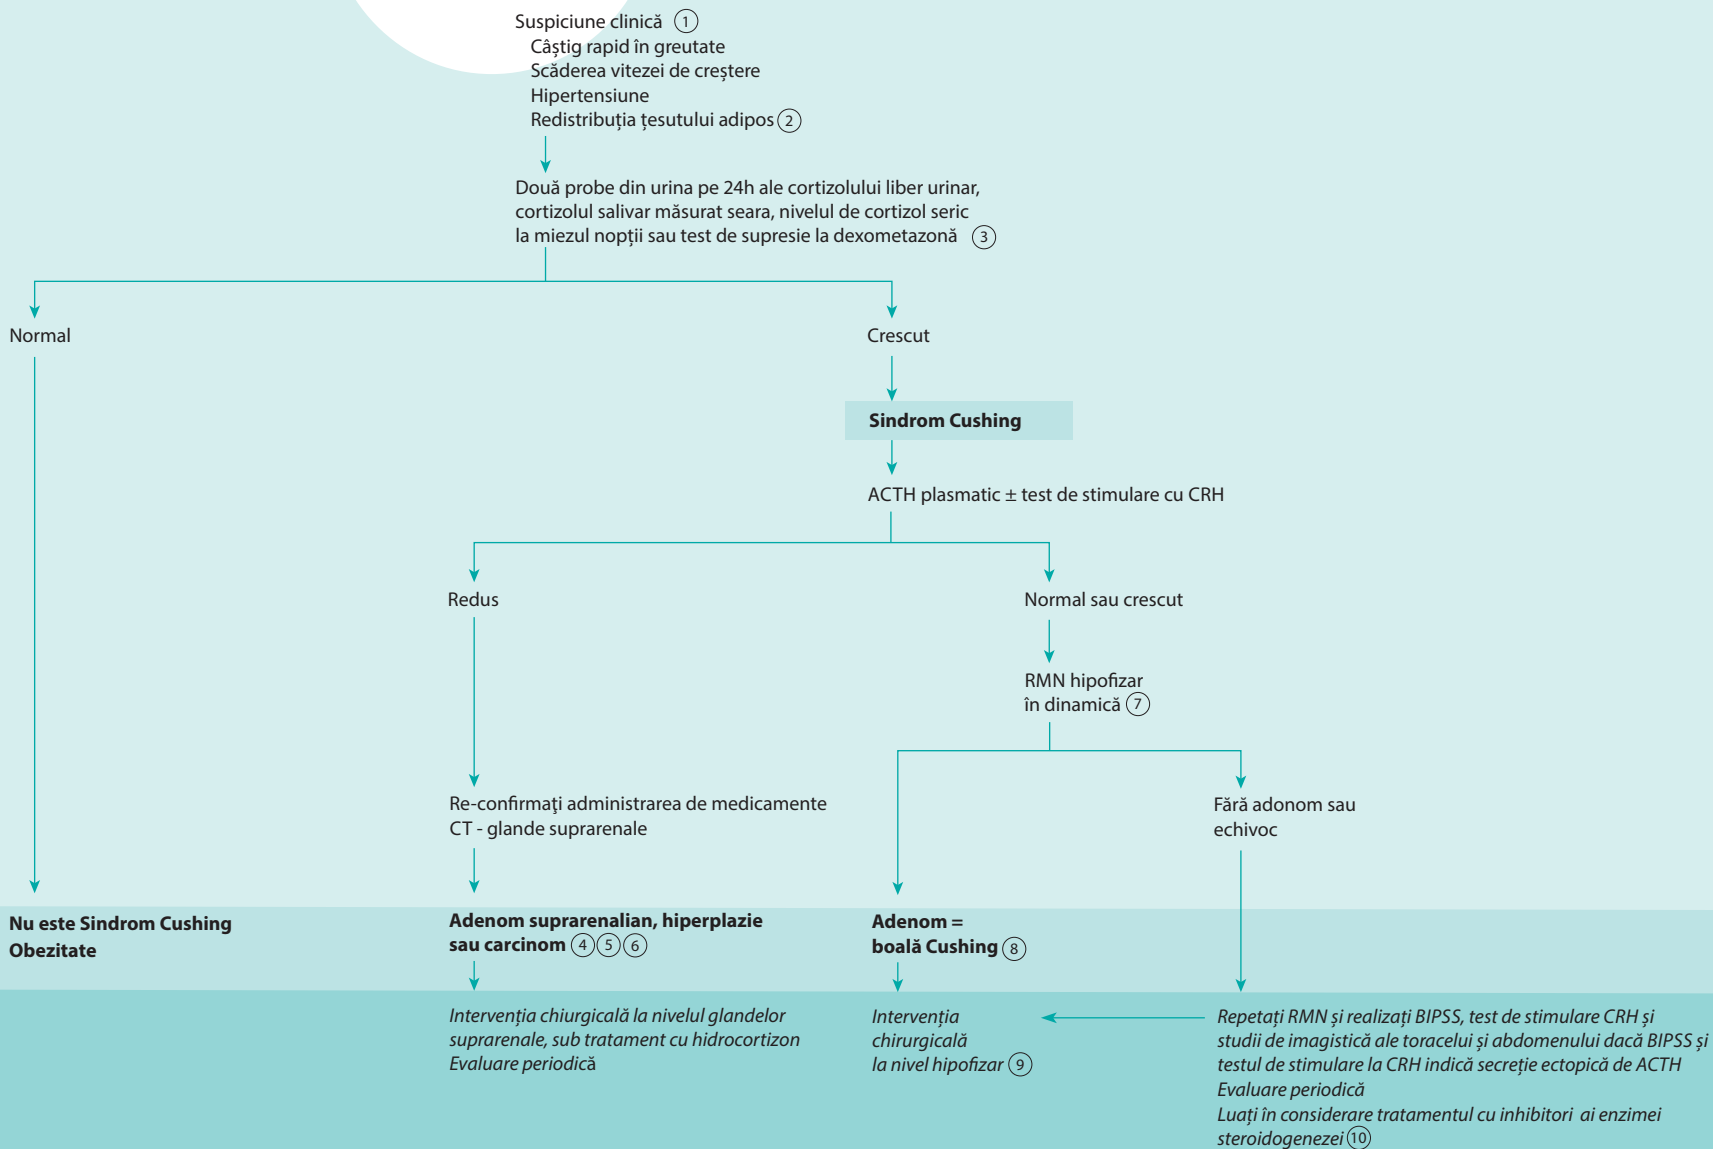 Suspiciune clinică 1
Câștig rapid în greutate
Scăderea vitezei de creștere
Hipertensiune
Redistribuția țesutului adipos 2
Două probe din urina pe 24h ale cortizolului liber urinar,
cortizolul salivar măsurat seara, nivelul de cortizol seric
la miezul nopții sau test de supresie la dexometazonă 3
Normal
Crescut
Sindrom Cushing
ACTH plasmatic ± test de stimulare cu CRH
Redus
Normal sau crescut
RMN hipofizar
în dinamică 7
Re-confirmaţi administrarea de medicamente
CT - glande suprarenale
Fără adonom sau
echivoc
Nu este Sindrom Cushing
Obezitate
Adenom suprarenalian, hiperplazie
sau carcinom 4 5 6
Adenom =
boală Cushing 8
Intervenția chiurgicală la nivelul glandelor
suprarenale, sub tratament cu hidrocortizon
Evaluare periodică
Intervenția
chirurgicală
la nivel hipofizar 9
Repetați RMN și realizați BIPSS, test de stimulare CRH și
studii de imagistică ale toracelui și abdomenului dacă BIPSS și
testul de stimulare la CRH indică secreție ectopică de ACTH
Evaluare periodică
Luați în considerare tratamentul cu inhibitori ai enzimei
steroidogenezei 10